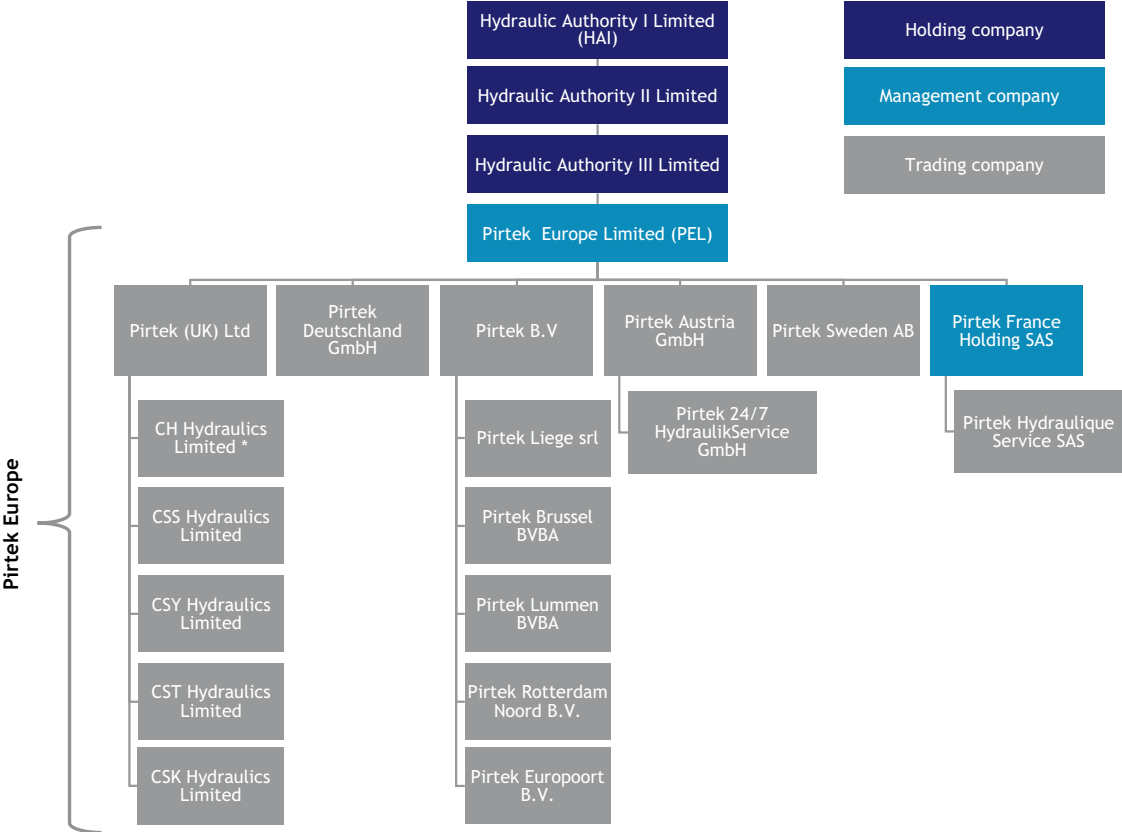 Hydraulic Authority I Limited
(HAI)
Holding company
Hydraulic Authority II Limited
Management company
Hydraulic Authority III Limited
Trading company
Pirtek  Europe Limited (PEL)
Pirtek Europe
Pirtek (UK) Ltd
Pirtek
Deutschland
GmbH
Pirtek B.V
Pirtek Austria
GmbH
Pirtek Sweden AB
Pirtek France
Holding SAS
CH Hydraulics
Limited *
CSS Hydraulics
Limited
CSY Hydraulics
Limited
CST Hydraulics
Limited
CSK Hydraulics
Limited
Pirtek Liege srl
Pirtek Brussel
BVBA
Pirtek Lummen
BVBA
Pirtek Rotterdam
Noord B.V.
Pirtek Europoort
B.V.
Pirtek 24/7
HydraulikService
GmbH
Pirtek Hydraulique
Service SAS